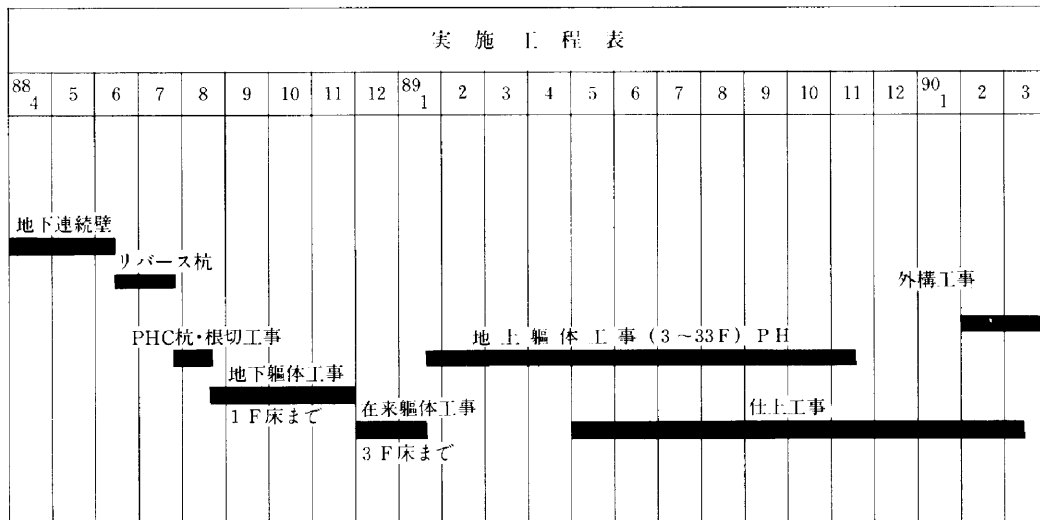 実施工程表
88 4 5 6 7 8 9 10 11 12 89 1 2 3 4 5 6 7 8 9 10 11 12 90 1 2 3
地下連続壁
リバース杭
外構工事
PHC杭・根切工事
地上軀体工事(3~33F)PH
地下軀体工事
1F床まで
在来軀体工事
仕上工事
3F床まで